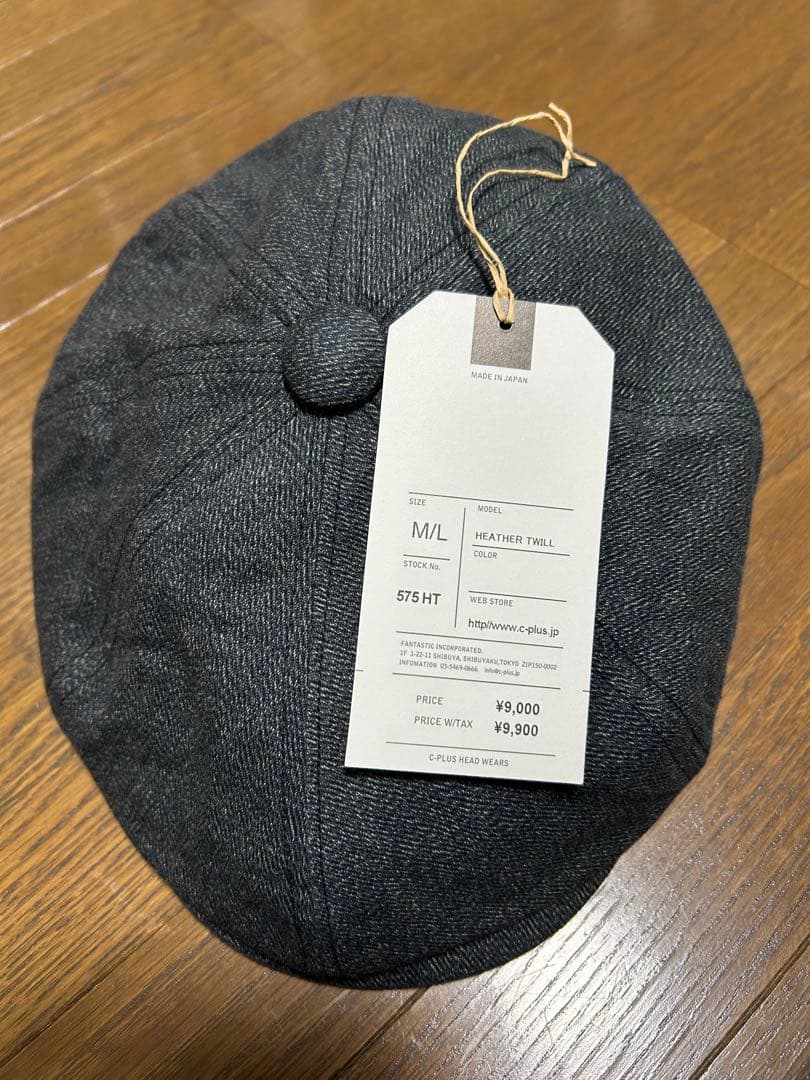 MADE IN JAPAN
SIZE
M/L
STOCK No.
575 HT
MODEL
HEATHER TWILL
COLOR
WEB STORE
http//www.c-plus.jp
FANTASTIC INCORPORATED.
1F 1-22-11 SHIBUYA, SHIBUYAKU,TOKYO ZIP150-0002
INFOMATION 03-5469-0666 info@c-plus.jp
PRICE ¥9,000
PRICE W/TAX ¥9,900
C-PLUS HEAD WEARS